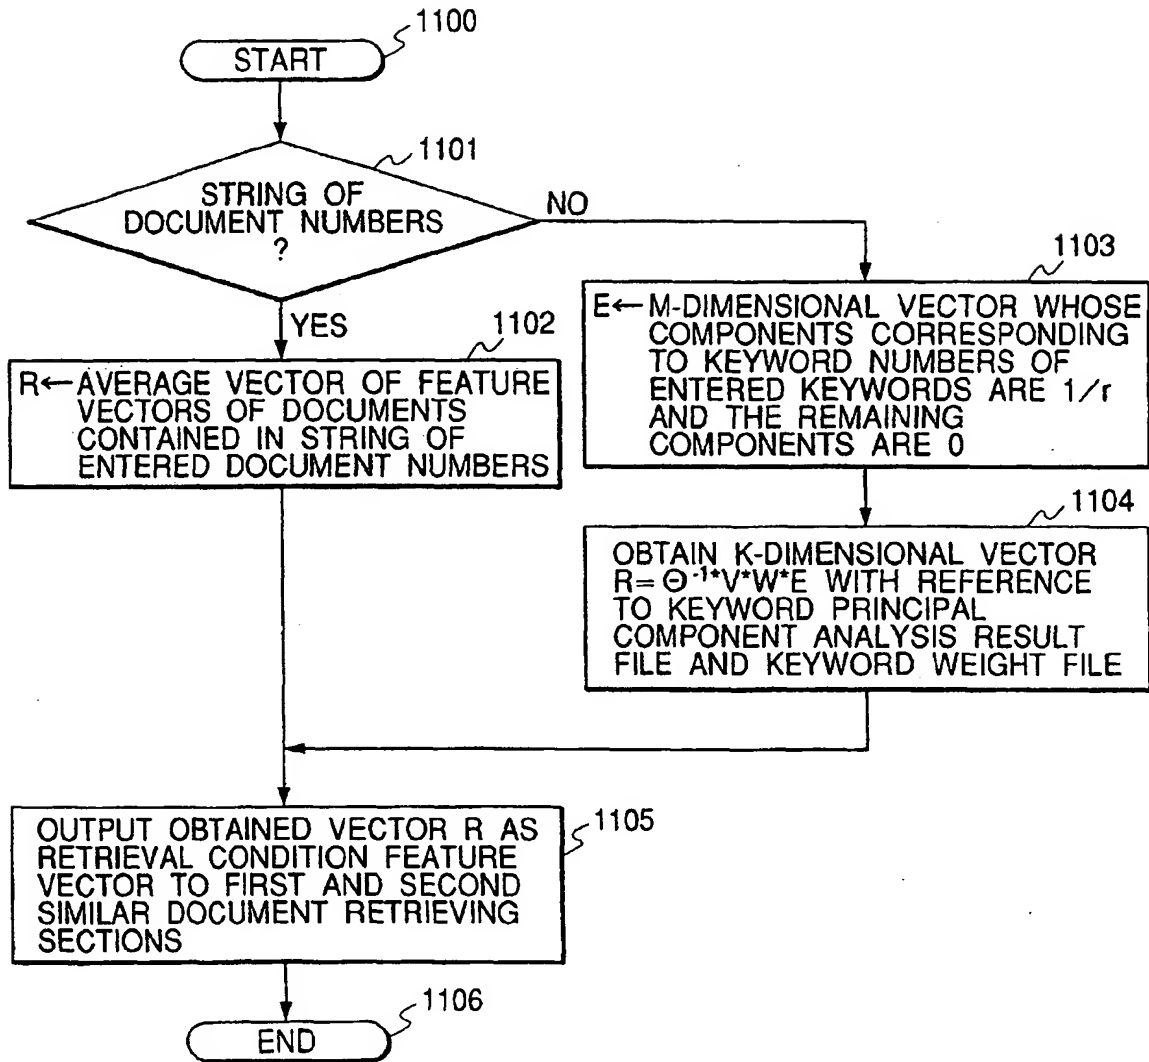 1100
START
1101
STRING OF
DOCUMENT NUMBERS
?
NO
YES
1102
R← AVERAGE VECTOR OF FEATURE
VECTORS OF DOCUMENTS
CONTAINED IN STRING OF
ENTERED DOCUMENT NUMBERS
1103
E← M-DIMENSIONAL VECTOR WHOSE
COMPONENTS CORRESPONDING
TO KEYWORD NUMBERS OF
ENTERED KEYWORDS ARE 1/r
AND THE REMAINING
COMPONENTS ARE 0
1104
OBTAIN K-DIMENSIONAL VECTOR
R=Θ⁻¹*V*W*E WITH REFERENCE
TO KEYWORD PRINCIPAL
COMPONENT ANALYSIS RESULT
FILE AND KEYWORD WEIGHT FILE
1105
OUTPUT OBTAINED VECTOR R AS
RETRIEVAL CONDITION FEATURE
VECTOR TO FIRST AND SECOND
SIMILAR DOCUMENT RETRIEVING
SECTIONS
1106
END